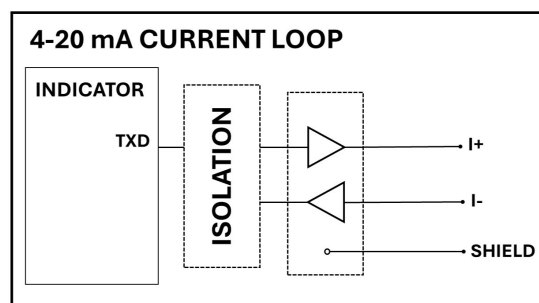 4-20 mA CURRENT LOOP
INDICATOR
TXD
ISOLATION
I+
I-
SHIELD